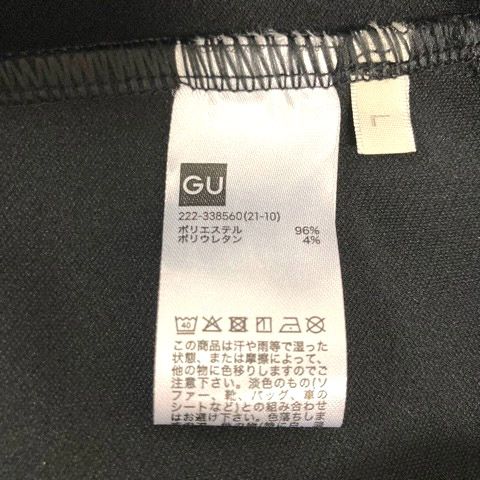 L
GU
222-338560(21-10)
ポリエステル 96%
ポリウレタン 4%
40
この商品は汗や雨等で湿った
状態、または摩擦によって、
他の物に色移りしますのでご
注意下さい。淡色のもの(ソ
ファー、靴、バッグ、車の
シートなど)との組み合わせ
はお避け下さい。色落ちしま